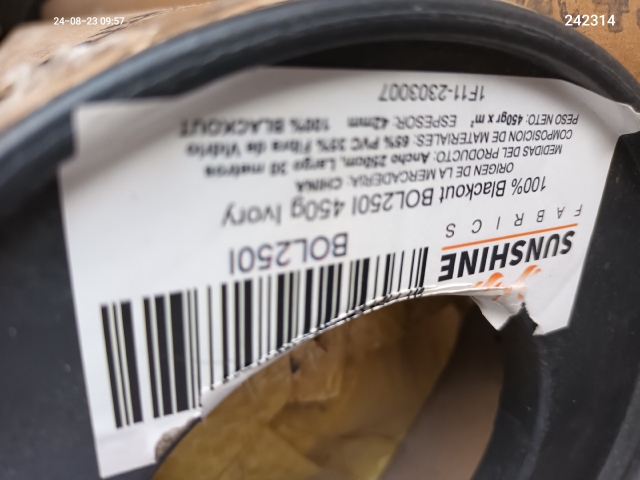 24-08-23 09:57
242314
SUNSHINE
FABRICS
BOL250I
100% Blackout BOL250I 450g Ivory
ORIGEN DE LA MERCADERIA: CHINA
MEDIDAS DEL PRODUCTO: Ancho 250cm, Largo 30 metros
COMPOSICION DE MATERIALES: 65% PVC 35% Fibra de Vidrio
PESO NETO: 450gr x m² ESPESOR: 42mm 100% BLACKOUT
1F11-2303007